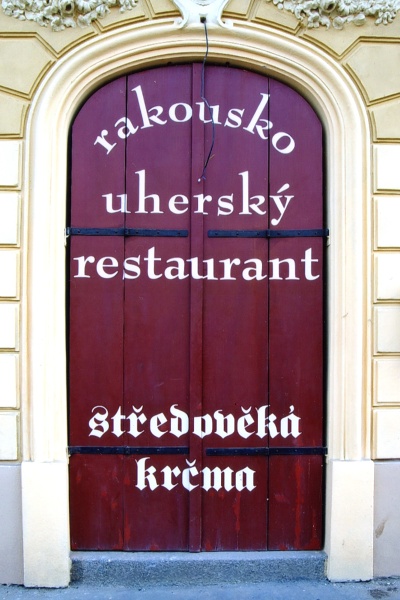 rakousko
uherský
restaurant
středověká
krčma